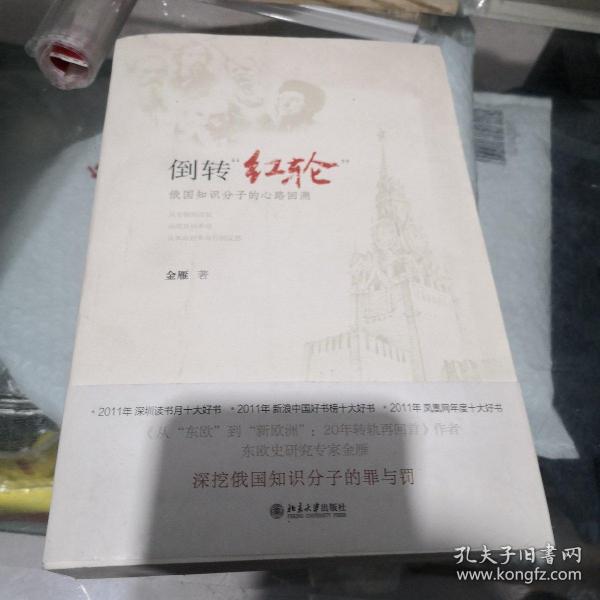 倒转“红轮”
俄国知识分子的心路回溯
金雁 著
• 2011年 深圳读书月十大好书 • 2011年 新浪中国好书榜十大好书 • 2011年 凤凰网年度十大好书
《从“东欧”到“新欧洲”：20年转轨再回首》作者
东欧史研究专家金雁
深挖俄国知识分子的罪与罚
北京大学出版社
PEKING UNIVERSITY PRESS
孔夫子旧书网
www.kongfz.com